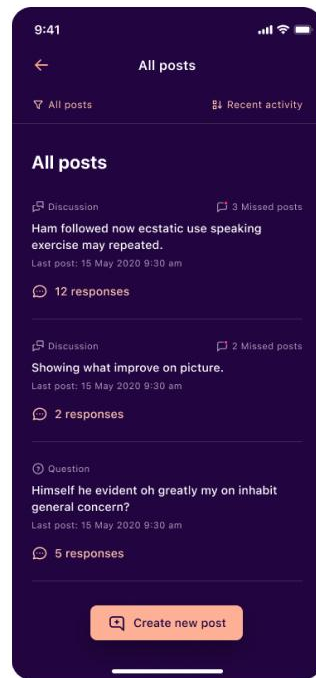 9:41
All posts
All posts
Recent activity
All posts
Discussion
3 Missed posts
Ham followed now ecstatic use speaking
exercise may repeated.
Last post: 15 May 2020 9:30 am
12 responses
Discussion
2 Missed posts
Showing what improve on picture.
Last post: 15 May 2020 9:30 am
2 responses
Question
Himself he evident oh greatly my on inhabit
general concern?
Last post: 15 May 2020 9:30 am
5 responses
Create new post